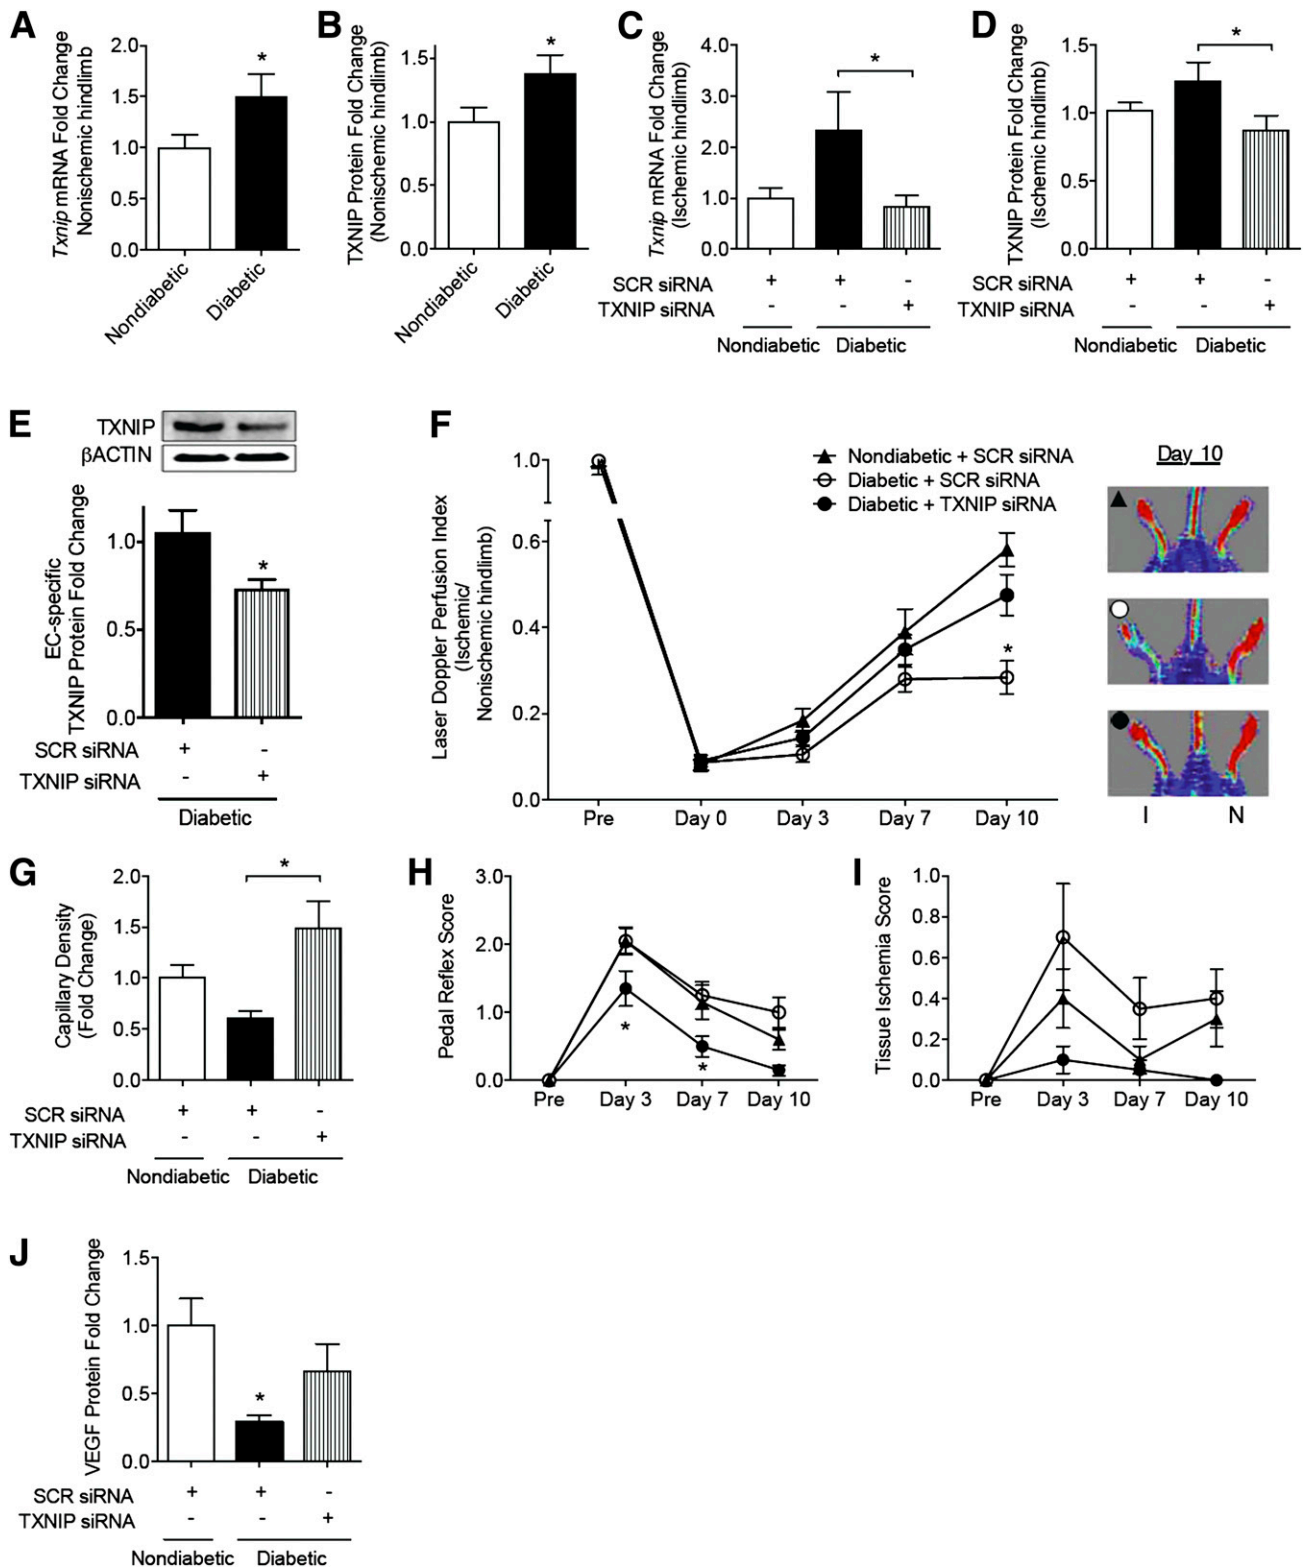 A
Txnip mRNA Fold Change
Nonischemic hindlimb
2.0
1.5
1.0
0.5
0.0
*
Nondiabetic
Diabetic
B
TXNIP Protein Fold Change
(Nonischemic hindlimb)
1.5
1.0
0.5
0.0
*
Nondiabetic
Diabetic
C
Txnip mRNA Fold Change
(Ischemic hindlimb)
4.0
3.0
2.0
1.0
0.0
*
SCR siRNA + + -
TXNIP siRNA - - +
Nondiabetic Diabetic
D
TXNIP Protein Fold Change
(Ischemic hindlimb)
1.5
1.0
0.5
0.0
*
SCR siRNA + + -
TXNIP siRNA - - +
Nondiabetic Diabetic
E
TXNIP
βACTIN
EC-specific
TXNIP Protein Fold Change
1.0
0.5
0.0
*
SCR siRNA + -
TXNIP siRNA - +
Diabetic
F
Laser Doppler Perfusion Index
(Ischemic/
Nonischemic hindlimb)
1.0
0.6
0.4
0.2
0.0
Nondiabetic + SCR siRNA
Diabetic + SCR siRNA
Diabetic + TXNIP siRNA
*
Pre Day 0 Day 3 Day 7 Day 10
Day 10
I N
G
Capillary Density
(Fold Change)
2.0
1.5
1.0
0.5
0.0
*
SCR siRNA + + -
TXNIP siRNA - - +
Nondiabetic Diabetic
H
Pedal Reflex Score
3.0
2.0
1.0
0.0
*
*
Pre Day 3 Day 7 Day 10
I
Tissue Ischemia Score
1.0
0.8
0.6
0.4
0.2
0.0
Pre Day 3 Day 7 Day 10
J
VEGF Protein Fold Change
1.5
1.0
0.5
0.0
*
SCR siRNA + + -
TXNIP siRNA - - +
Nondiabetic Diabetic